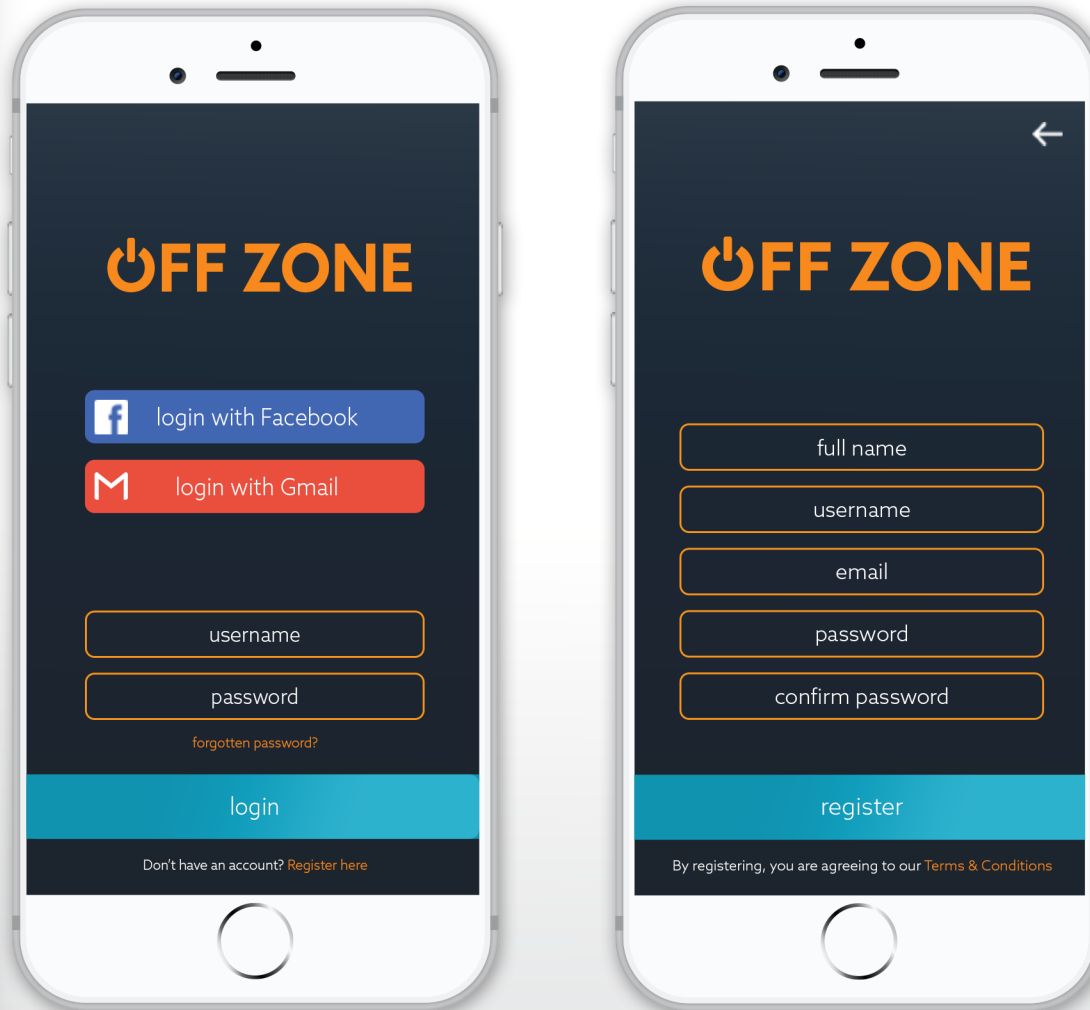 OFF ZONE
login with Facebook
login with Gmail
username
password
forgotten password?
login
Don't have an account? Register here
OFF ZONE
full name
username
email
password
confirm password
register
By registering, you are agreeing to our Terms & Conditions